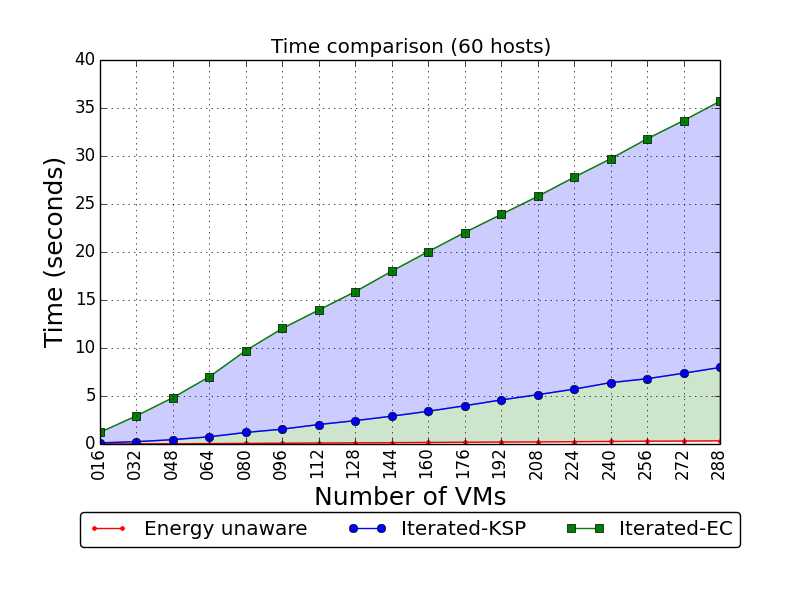 Time comparison (60 hosts)
40
35
30
25
20
15
10
5
0
Time (seconds)
016 032 048 064 080 096 112 128 144 160 176 192 208 224 240 256 272 288
Number of VMs
Energy unaware Iterated-KSP Iterated-EC